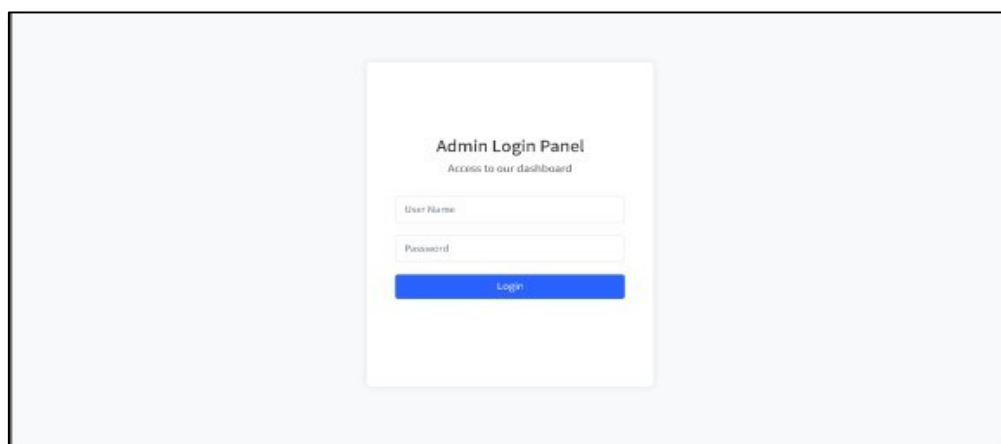 Admin Login Panel
Access to our dashboard
User Name
Password
Login